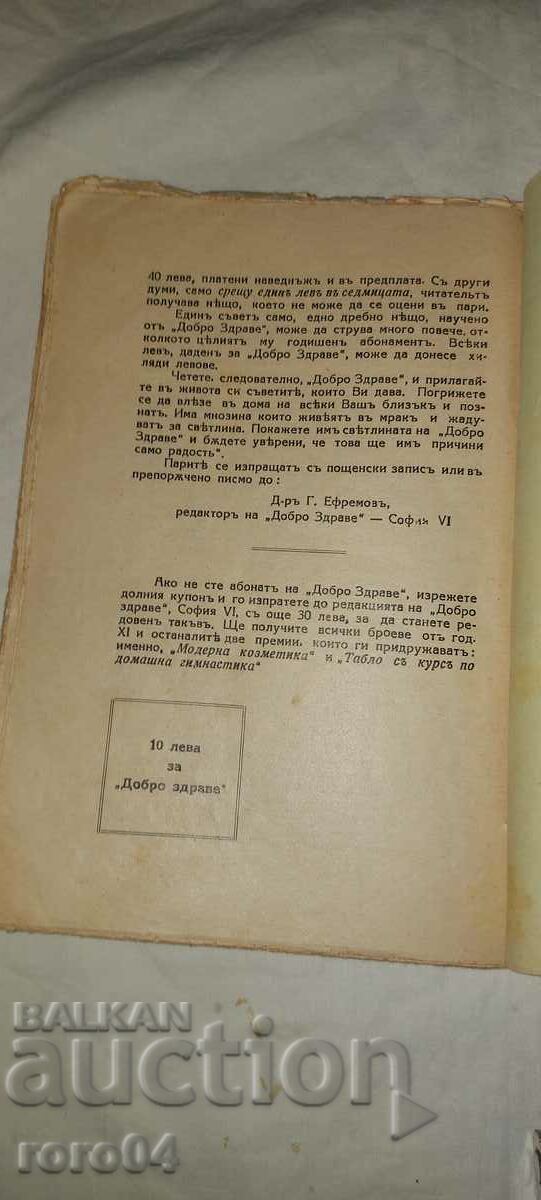 40 лева, платени наведнѫжъ и въ предплата. Съ други
думи, само срещу единъ левъ въ седмицата, читательтъ
получава нѣщо, което не може да се оцени въ пари.
Единъ съветъ само, едно дребно нѣщо, научено
отъ „Добро Здраве“, може да струва много повече, от-
колкото цѣлиятъ му годишенъ абонаментъ. Всѣки
левъ, даденъ за „Добро Здраве“, може да донесе хи-
ляди левове.
Четете, следователно, „Добро Здраве“, и прилагай-
те въ живота си съветитѣ, които Ви дава. Погрижете
се да влѣзе въ дома на всѣки Вашъ близъкъ и поз-
натъ. Има мнозина които живѣятъ въ мракъ и жаду-
ватъ за свѣтлина. Покажете имъ свѣтлината на „Добро
Здраве“ и бѫдете уверени, че това ще имъ причини
само радость“.
Паритѣ се изпращатъ съ пощенски записъ или въ
препорѫчено писмо до:
Д-ръ Г. Ефремовъ,
редакторъ на „Добро Здраве“ — София VI
Ако не сте абонатъ на „Добро Здраве“, изрежете
долния купонъ и го изпратете до редакцията на „Добро
здраве“, София VI, съ още 30 лева, за да станете ре-
довенъ такъвъ. Ще получите всички броеве отъ год.
XI и останалитѣ две премии, които ги придружаватъ:
именно, „Модерна козметика“ и „Табло съ курсъ по
домашна гимнастика“
10 лева
за
„Добро здраве“
BALKAN
auction
roro04